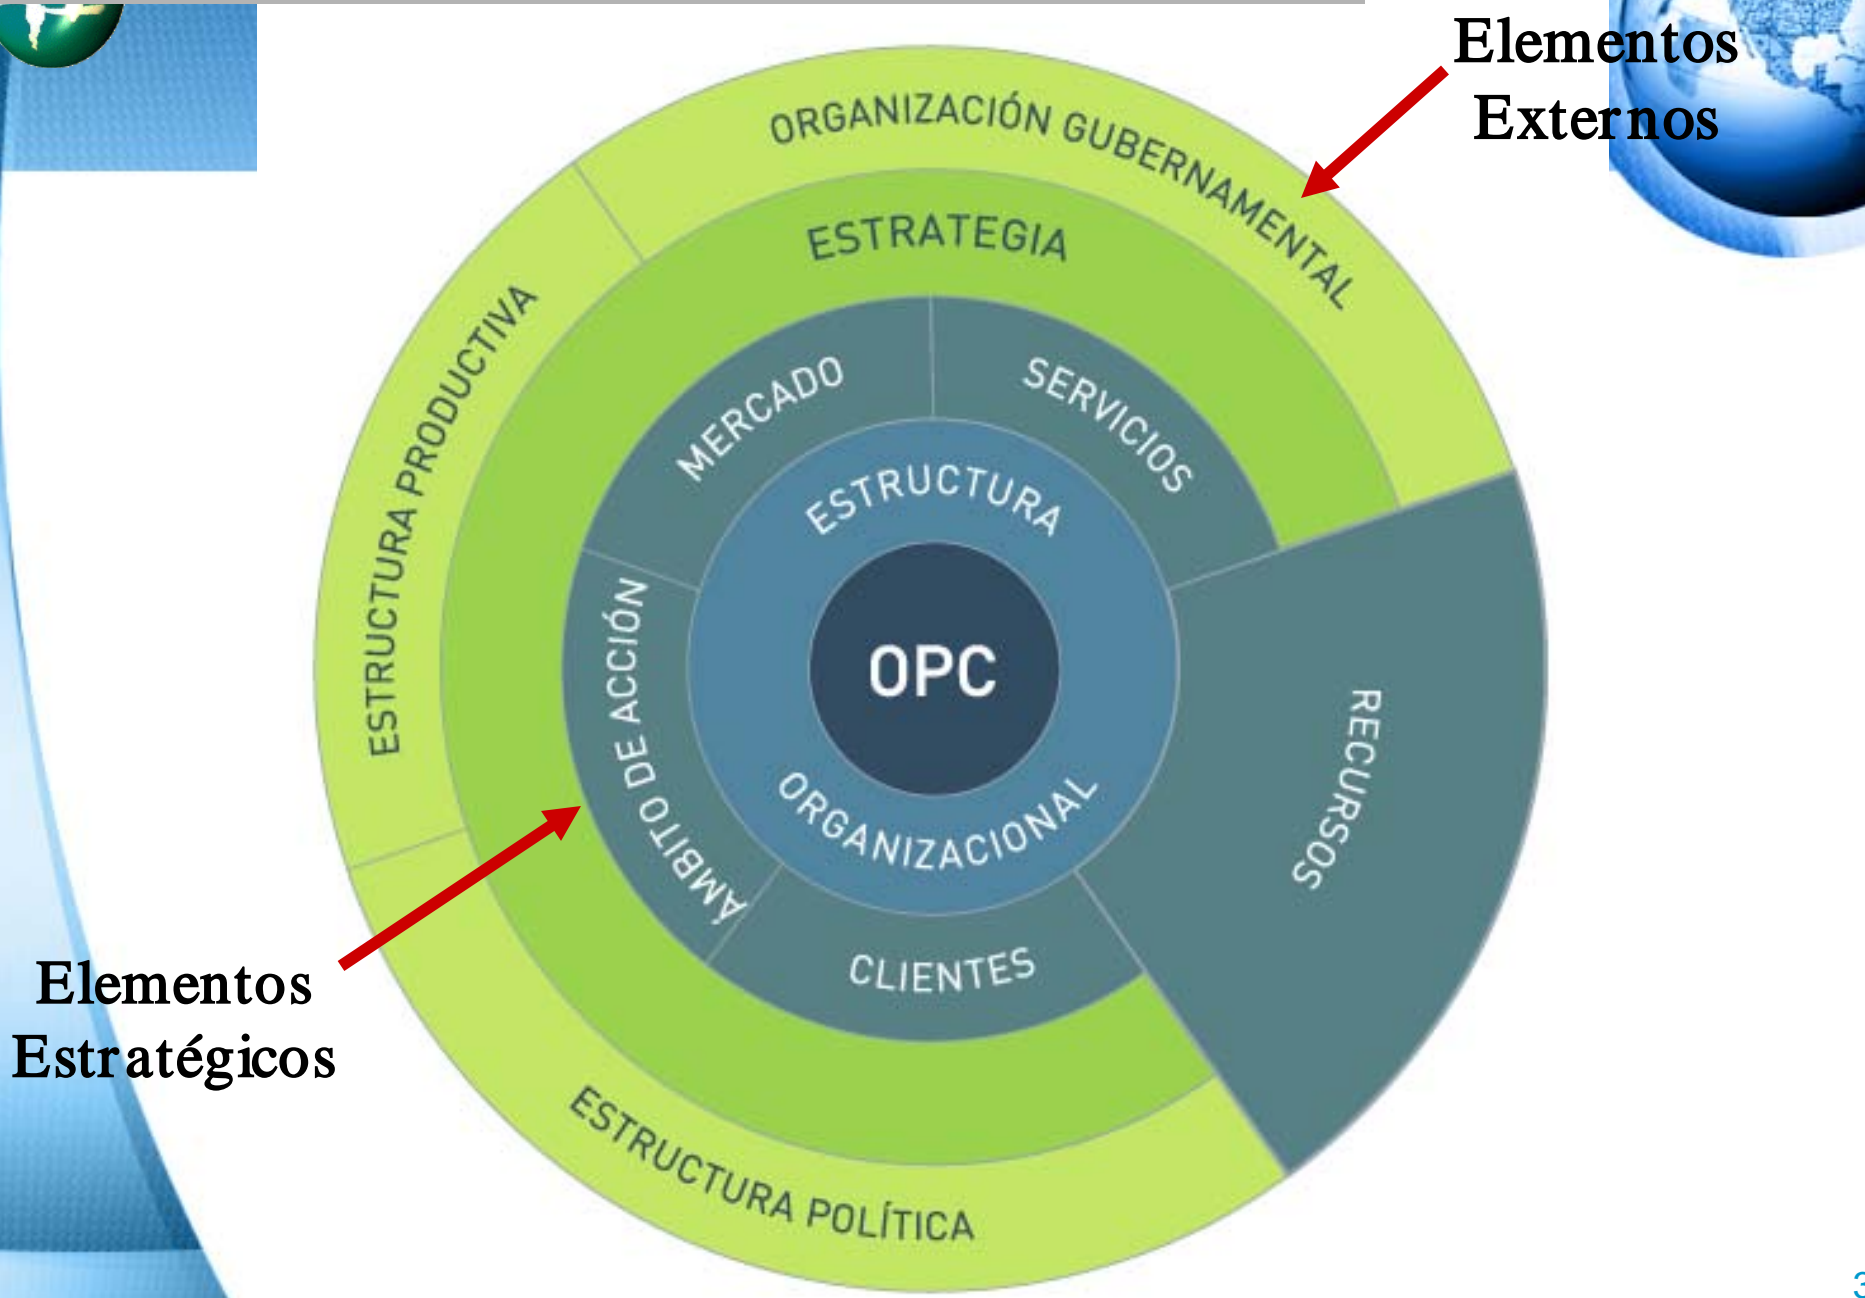 Elementos
Externos
ORGANIZACIÓN GUBERNAMENTAL
ESTRATEGIA
ESTRUCTURA PRODUCTIVA
MERCADO
SERVICIOS
ESTRUCTURA
ORGANIZACIONAL
OPC
ÁMBITO DE ACCIÓN
RECURSOS
CLIENTES
Elementos
Estratégicos
ESTRUCTURA POLÍTICA